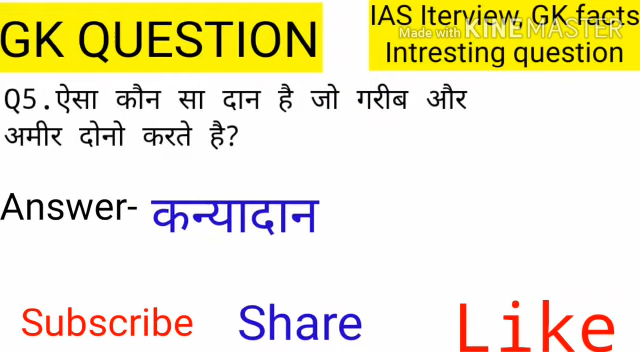 GK QUESTION
IAS Iterview, GK facts
Made with KINEMASTER
Intresting question
Q5.ऐसा कौन सा दान है जो गरीब और
अमीर दोनो करते है?
Answer- कन्यादान
Subscribe Share Like